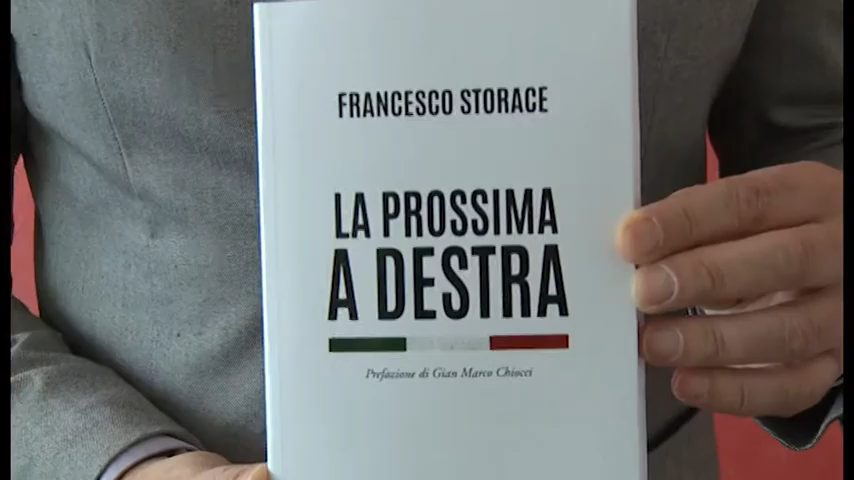 FRANCESCO STORACE
LA PROSSIMA
A DESTRA
Prefazione di Gian Marco Chiocci